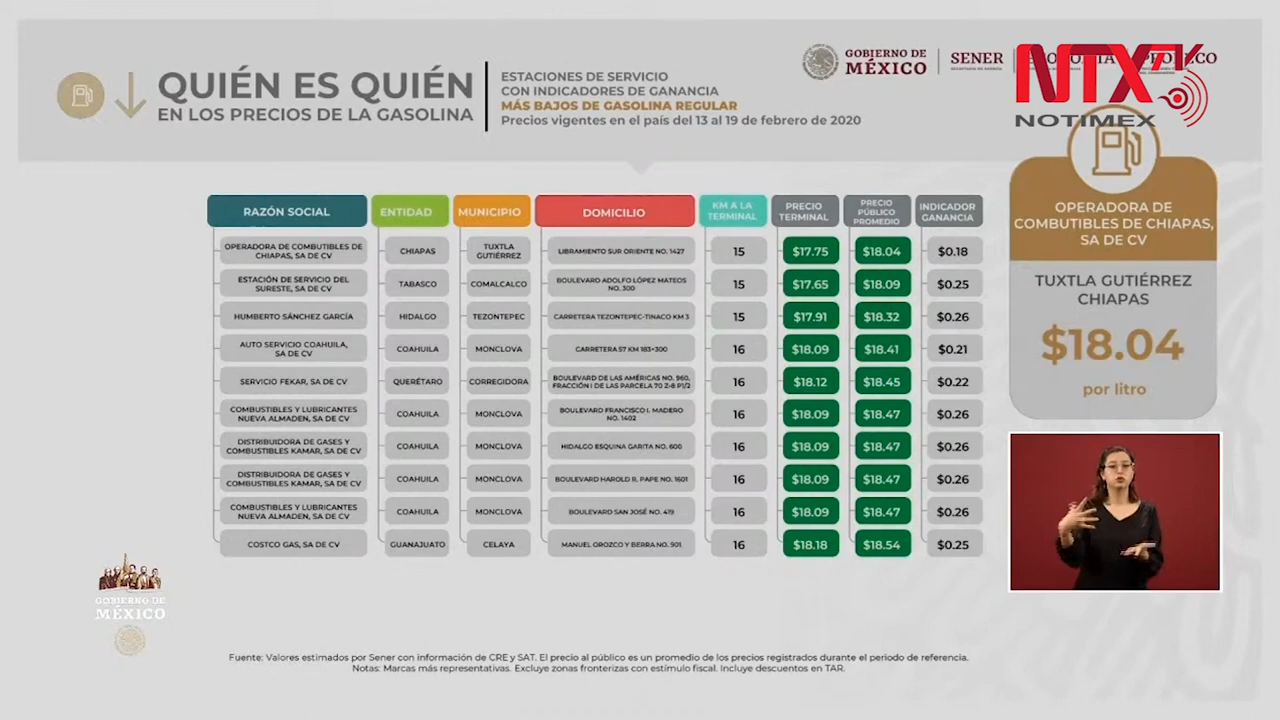 QUIÉN ES QUIÉN
EN LOS PRECIOS DE LA GASOLINA
ESTACIONES DE SERVICIO
CON INDICADORES DE GANANCIA
MÁS BAJOS DE GASOLINA REGULAR
Precios vigentes en el país del 13 al 19 de febrero de 2020
GOBIERNO DE
MÉXICO
SENER
NTX
NOTIMEX
RAZÓN SOCIAL ENTIDAD MUNICIPIO DOMICILIO KM A LA TERMINAL PRECIO TERMINAL PRECIO PÚBLICO PROMEDIO INDICADOR GANANCIA
OPERADORA DE COMBUTIBLES DE CHIAPAS, SA DE CV CHIAPAS TUXTLA GUTIÉRREZ LIBRAMIENTO SUR ORIENTE NO. 1427 15 $17.75 $18.04 $0.18
ESTACIÓN DE SERVICIO DEL SURESTE, SA DE CV TABASCO COMALCALCO BOULEVARD ADOLFO LÓPEZ MATEOS NO. 300 15 $17.65 $18.09 $0.25
HUMBERTO SÁNCHEZ GARCÍA HIDALGO TEZONTEPEC CARRETERA TEZONTEPEC-TINACO KM 3 15 $17.91 $18.32 $0.26
AUTO SERVICIO COAHUILA, SA DE CV COAHUILA MONCLOVA CARRETERA 57 KM 183+300 16 $18.09 $18.41 $0.21
SERVICIO FEKAR, SA DE CV QUERÉTARO CORREGIDORA BOULEVARD DE LAS AMÉRICAS NO. 960, FRACCIÓN I DE LAS PARCELA 70 Z-8 P1/2 16 $18.12 $18.45 $0.22
COMBUSTIBLES Y LUBRICANTES NUEVA ALMADEN, SA DE CV COAHUILA MONCLOVA BOULEVARD FRANCISCO I. MADERO NO. 1402 16 $18.09 $18.47 $0.26
DISTRIBUIDORA DE GASES Y COMBUSTIBLES KAMAR, SA DE CV COAHUILA MONCLOVA HIDALGO ESQUINA GARITA NO. 600 16 $18.09 $18.47 $0.26
DISTRIBUIDORA DE GASES Y COMBUSTIBLES KAMAR, SA DE CV COAHUILA MONCLOVA BOULEVARD HAROLD R. PAPE NO. 1601 16 $18.09 $18.47 $0.26
COMBUSTIBLES Y LUBRICANTES NUEVA ALMADEN, SA DE CV COAHUILA MONCLOVA BOULEVARD SAN JOSÉ NO. 419 16 $18.09 $18.47 $0.26
COSTCO GAS, SA DE CV GUANAJUATO CELAYA MANUEL OROZCO Y BERRA NO. 901 16 $18.18 $18.54 $0.25
OPERADORA DE
COMBUTIBLES DE CHIAPAS,
SA DE CV
TUXTLA GUTIÉRREZ
CHIAPAS
$18.04
por litro
GOBIERNO DE
MÉXICO
Fuente: Valores estimados por Sener con información de CRE y SAT. El precio al público es un promedio de los precios registrados durante el periodo de referencia.
Notas: Marcas más representativas. Excluye zonas fronterizas con estímulo fiscal. Incluye descuentos en TAR.